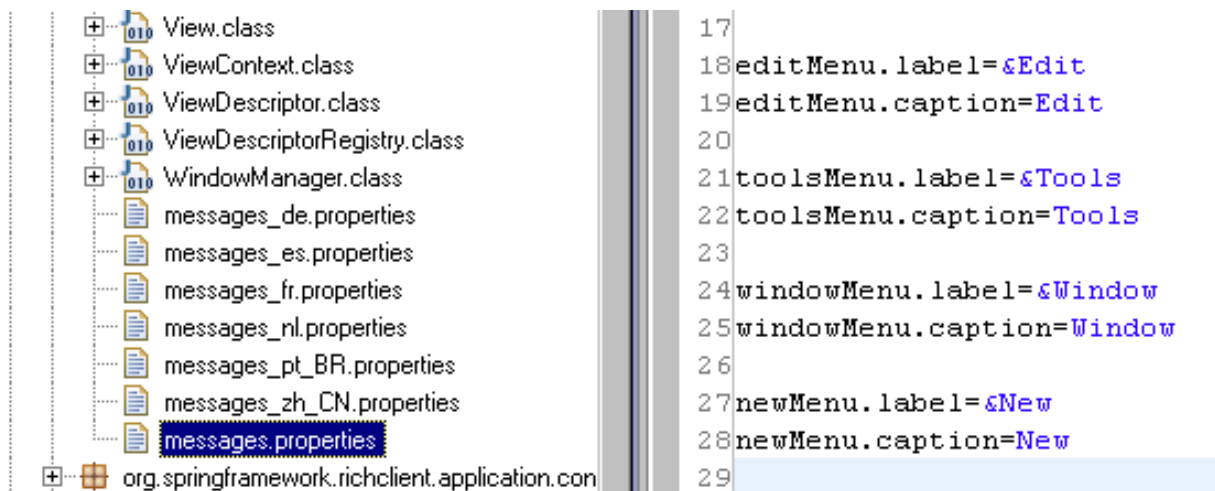 View.class
ViewContext.class
ViewDescriptor.class
ViewDescriptorRegistry.class
WindowManager.class
messages_de.properties
messages_es.properties
messages_fr.properties
messages_nl.properties
messages_pt_BR.properties
messages_zh_CN.properties
messages.properties
org.springframework.richclient.application.con
17
18editMenu.label=&Edit
19editMenu.caption=Edit
20
21toolsMenu.label=&Tools
22toolsMenu.caption=Tools
23
24windowMenu.label=&Window
25windowMenu.caption=Window
26
27newMenu.label=&New
28newMenu.caption=New
29